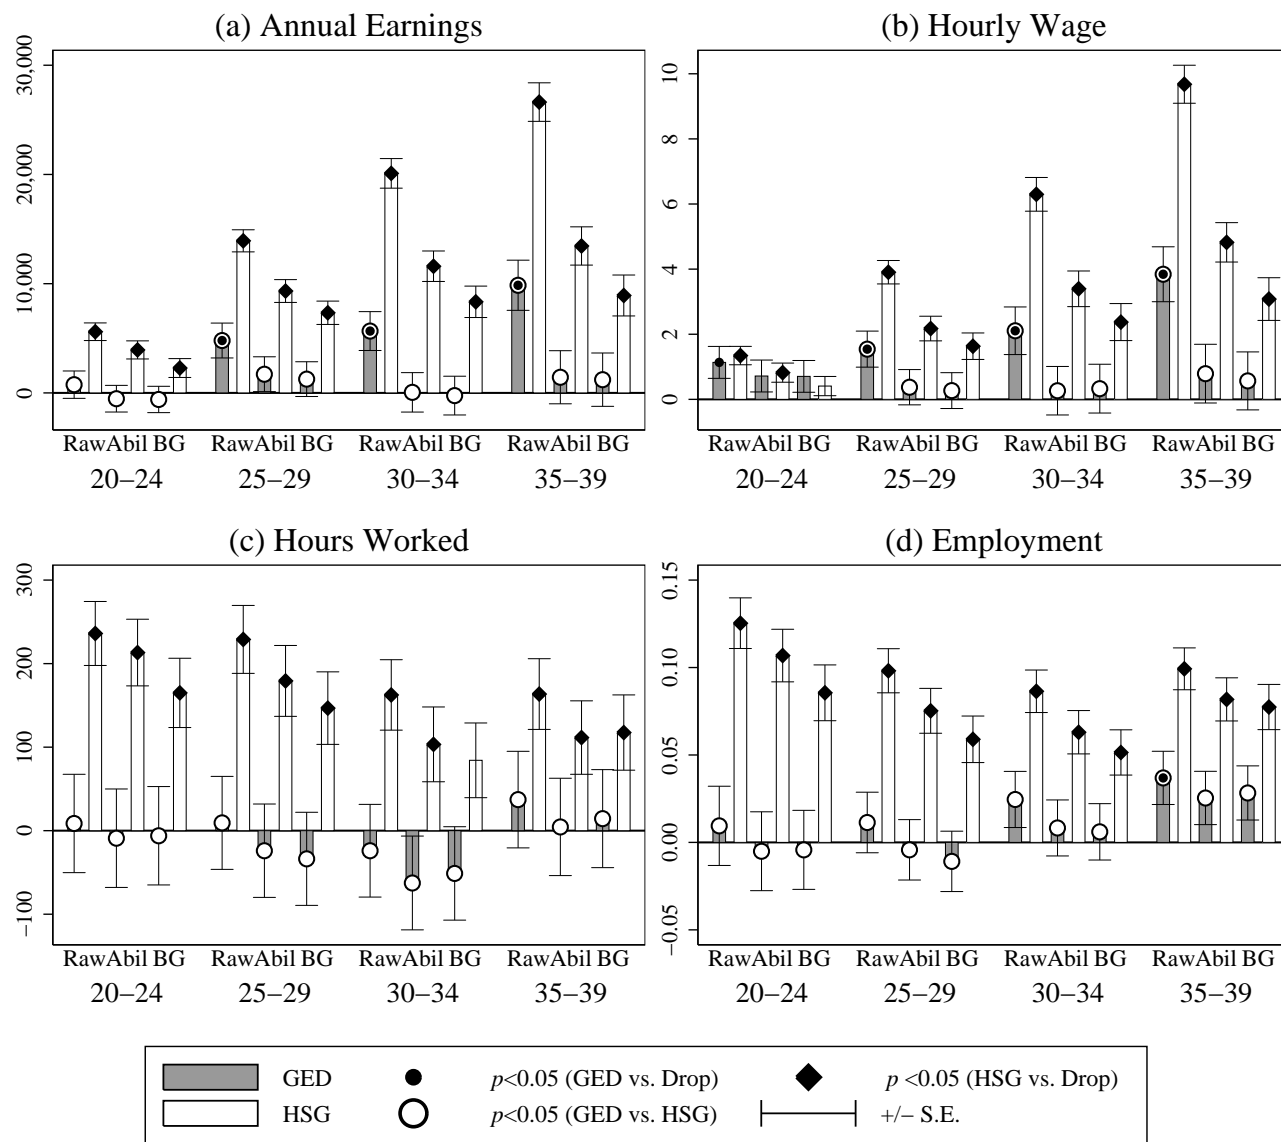 (a) Annual Earnings
30,000
20,000
10,000
0
RawAbil BG RawAbil BG RawAbil BG RawAbil BG
20–24 25–29 30–34 35–39
(b) Hourly Wage
10
8
6
4
2
0
RawAbil BG RawAbil BG RawAbil BG RawAbil BG
20–24 25–29 30–34 35–39
(c) Hours Worked
300
200
100
0
−100
RawAbil BG RawAbil BG RawAbil BG RawAbil BG
20–24 25–29 30–34 35–39
(d) Employment
0.15
0.10
0.05
0.00
−0.05
RawAbil BG RawAbil BG RawAbil BG RawAbil BG
20–24 25–29 30–34 35–39
GED p<0.05 (GED vs. Drop) p <0.05 (HSG vs. Drop)
HSG p<0.05 (GED vs. HSG) +/− S.E.